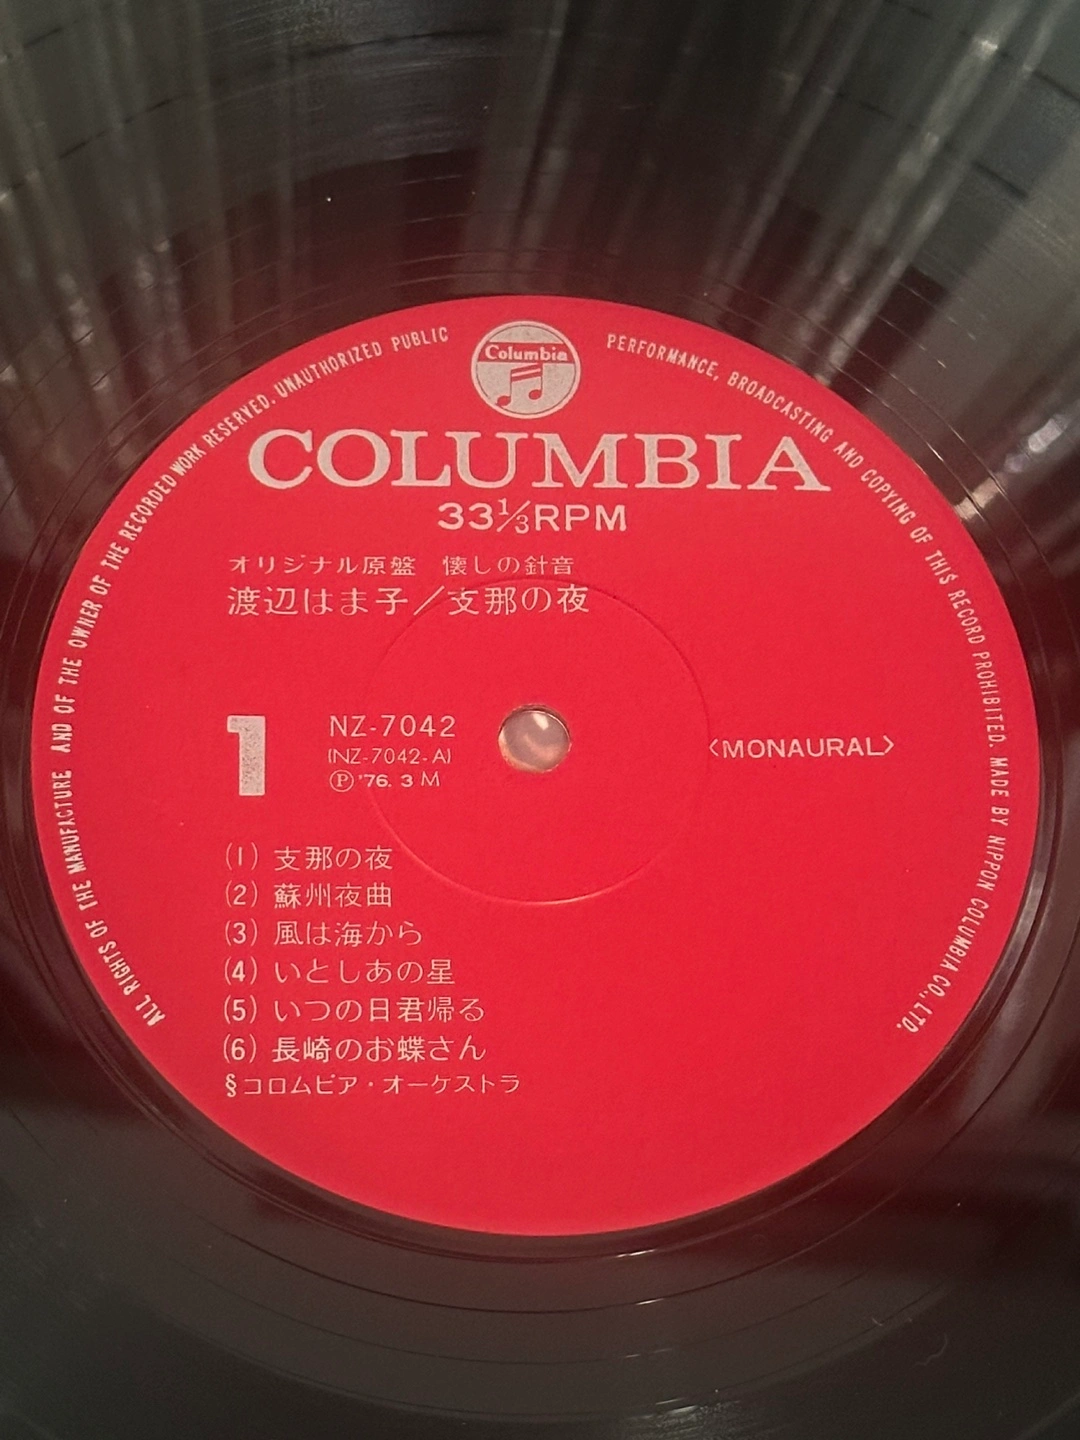 ALL RIGHTS OF THE MANUFACTURE AND OF THE OWNER OF THE RECORDED WORK RESERVED. UNAUTHORIZED PUBLIC PERFORMANCE, BROADCASTING AND COPYING OF THIS RECORD PROHIBITED. MADE BY NIPPON COLUMBIA CO., LTD.
Columbia
COLUMBIA
33⅓RPM
オリジナル原盤 懐しの針音
渡辺はま子／支那の夜
1
NZ-7042
(NZ-7042-A)
Ⓟ '76. 3 M
〈MONAURAL〉
(1) 支那の夜
(2) 蘇州夜曲
(3) 風は海から
(4) いとしあの星
(5) いつの日君帰る
(6) 長崎のお蝶さん
§コロムビア・オーケストラ